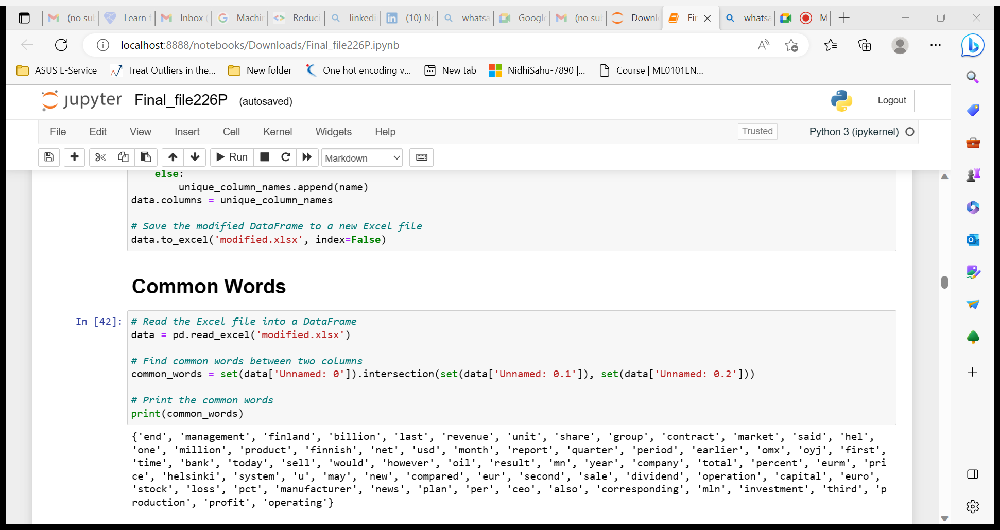 (no su Learn f Inbox ( Machir Reduci linkedi (10) N whatsa Google (no sul Downl Fir whatsa M
localhost:8888/notebooks/Downloads/Final_file226P.ipynb
ASUS E-Service Treat Outliers in the... New folder One hot encoding v... New tab NidhiSahu-7890 |... Course | ML0101EN...
jupyter Final_file226P (autosaved) Logout
File Edit View Insert Cell Kernel Widgets Help Trusted Python 3 (ipykernel)
Run Markdown
else:
unique_column_names.append(name)
data.columns = unique_column_names
# Save the modified DataFrame to a new Excel file
data.to_excel('modified.xlsx', index=False)
Common Words
In [42]: # Read the Excel file into a DataFrame
data = pd.read_excel('modified.xlsx')
# Find common words between two columns
common_words = set(data['Unnamed: 0']).intersection(set(data['Unnamed: 0.1']), set(data['Unnamed: 0.2']))
# Print the common words
print(common_words)
{'end', 'management', 'finland', 'billion', 'last', 'revenue', 'unit', 'share', 'group', 'contract', 'market', 'said', 'hel',
'one', 'million', 'product', 'finnish', 'net', 'usd', 'month', 'report', 'quarter', 'period', 'earlier', 'omx', 'oyj', 'first',
'time', 'bank', 'today', 'sell', 'would', 'however', 'oil', 'result', 'mn', 'year', 'company', 'total', 'percent', 'eurm', 'pri
ce', 'helsinki', 'system', 'u', 'may', 'new', 'compared', 'eur', 'second', 'sale', 'dividend', 'operation', 'capital', 'euro',
'stock', 'loss', 'pct', 'manufacturer', 'news', 'plan', 'per', 'ceo', 'also', 'corresponding', 'mln', 'investment', 'third', 'p
roduction', 'profit', 'operating'}